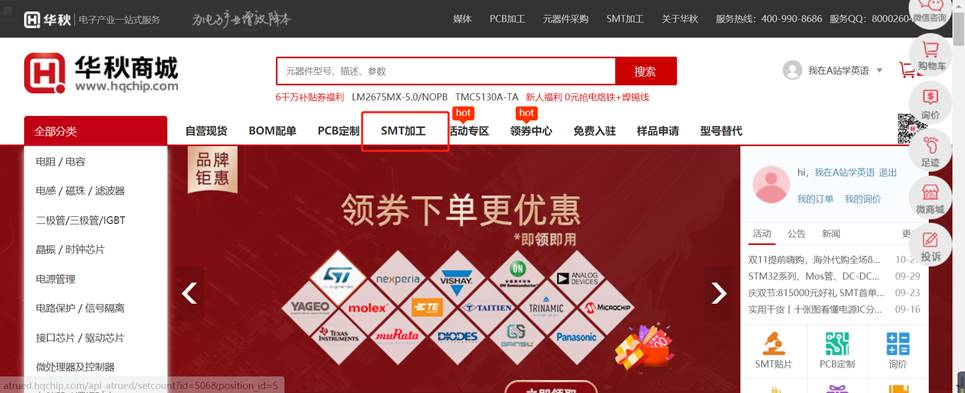 华秋 电子产业一站式服务 为电子产业增效降本 媒体 PCB加工 元器件采购 SMT加工 关于华秋 服务热线：400-990-8686 服务QQ：8000260
微信咨询
华秋商城
www.hqchip.com
元器件型号、描述、参数 搜索
我在A站学英语
购物车
6千万补贴券福利 LM2675MX-5.0/NOPB TMC5130A-TA 新人福利 0元抢电烙铁+焊锡线
hot hot
询价
全部分类 自营现货 BOM配单 PCB定制 SMT加工 活动专区 领券中心 免费入驻 样品申请 型号替代
足迹
微商城
投诉
电阻 / 电容
电感 / 磁珠 / 滤波器
二极管/三极管/IGBT
晶振 / 时钟芯片
电源管理
电路保护 / 信号隔离
接口芯片 / 驱动芯片
微处理器及控制器
品牌
钜惠
领券下单更优惠
*即领即用
ST
nexperia
VISHAY
ON
ON Semiconductor
ANALOG
DEVICES
YAGEO
molex
TE
TAITIEN
TRINAMIC
MICROCHIP
TEXAS
INSTRUMENTS
muRata
DIODES
GAINSIL
Panasonic
立即领取
hi，我在A站学英语 退出
我的订单 我的询价
活动 公告 新闻 更
双11提前嗨购，海外代购全场8... 10-2
STM32系列、Mos管、DC-DC... 09-29
庆双节:815000元好礼 SMT首单... 09-23
实用干货丨十张图看懂电源IC分... 09-16
SMT贴片 PCB定制 询价
atrued.hqchip.com/api_atrued/setcount?id=506&position_id=5